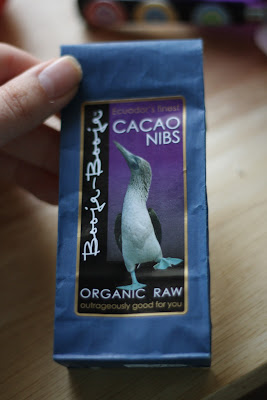 Ecuador's finest
CACAO
NIBS
Booja-Booja
ORGANIC RAW
outrageously good for you